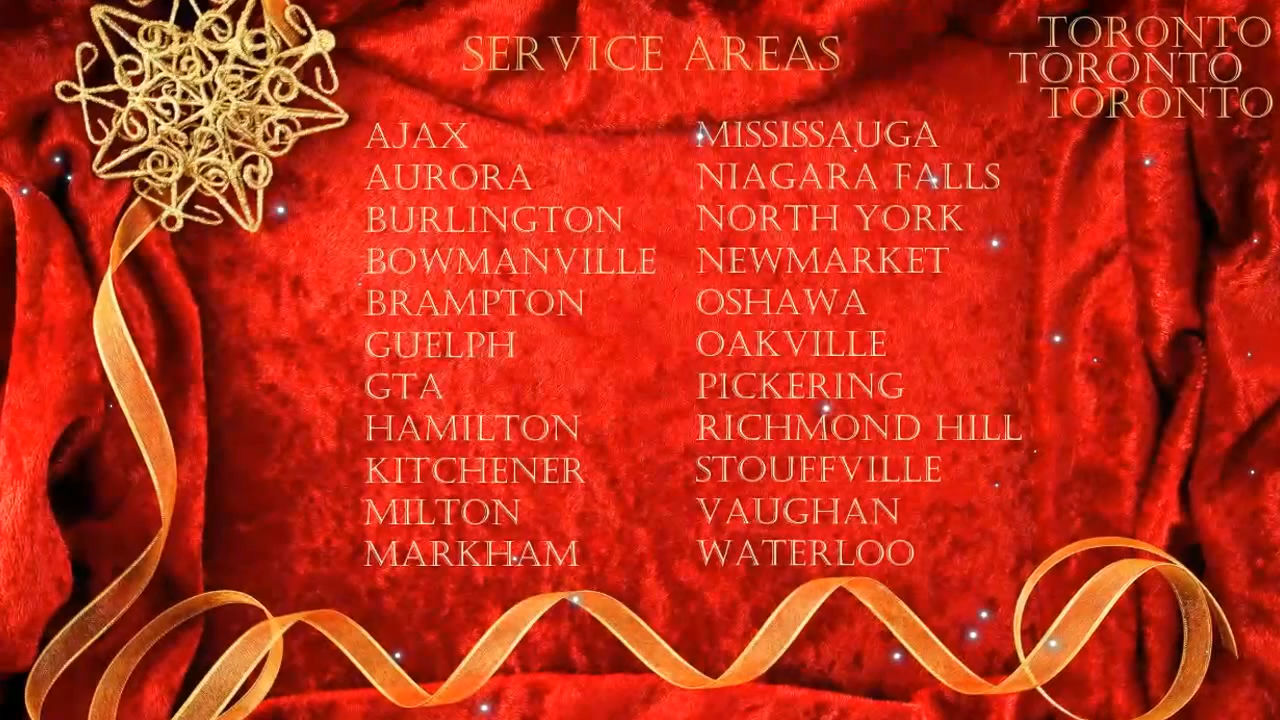 SERVICE AREAS
TORONTO
TORONTO
TORONTO
AJAX
AURORA
BURLINGTON
BOWMANVILLE
BRAMPTON
GUELPH
GTA
HAMILTON
KITCHENER
MILTON
MARKHAM
MISSISSAUGA
NIAGARA FALLS
NORTH YORK
NEWMARKET
OSHAWA
OAKVILLE
PICKERING
RICHMOND HILL
STOUFFVILLE
VAUGHAN
WATERLOO